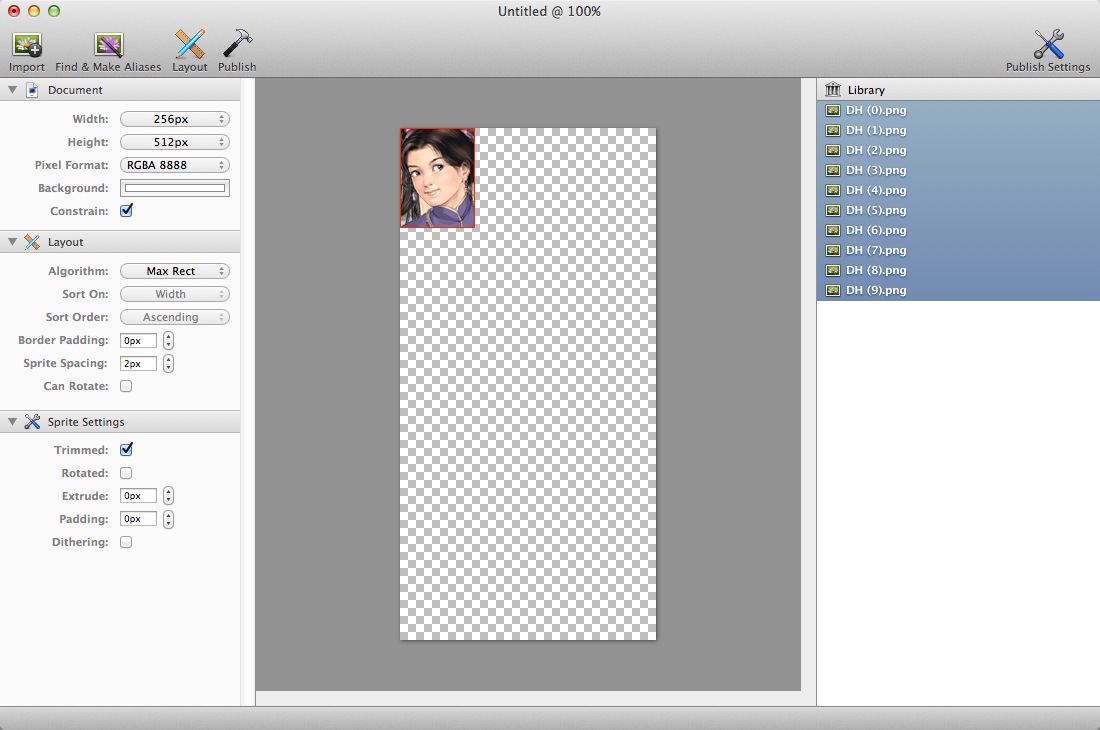 Untitled @ 100%
Import
Find & Make Aliases
Layout
Publish
Publish Settings
Document
Width: 256px
Height: 512px
Pixel Format: RGBA 8888
Background:
Constrain:
Layout
Algorithm: Max Rect
Sort On: Width
Sort Order: Ascending
Border Padding: 0px
Sprite Spacing: 2px
Can Rotate:
Sprite Settings
Trimmed:
Rotated:
Extrude: 0px
Padding: 0px
Dithering:
Library
DH (0).png
DH (1).png
DH (2).png
DH (3).png
DH (4).png
DH (5).png
DH (6).png
DH (7).png
DH (8).png
DH (9).png